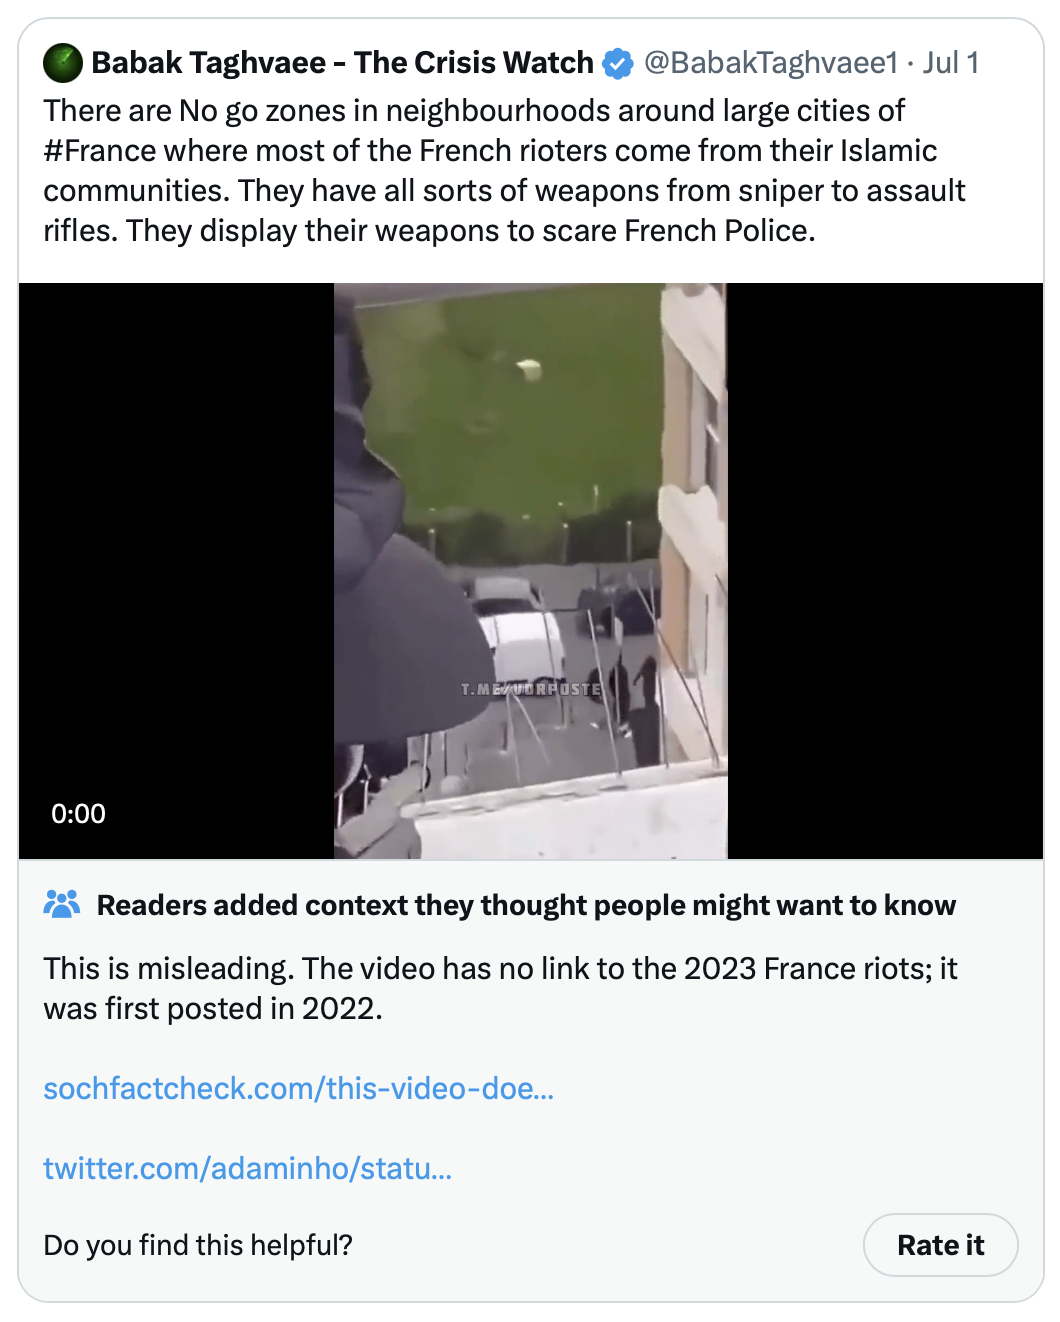 Babak Taghvaee - The Crisis Watch @BabakTaghvaee1 · Jul 1
There are No go zones in neighbourhoods around large cities of
#France where most of the French rioters come from their Islamic
communities. They have all sorts of weapons from sniper to assault
rifles. They display their weapons to scare French Police.
T.ME/VORPOSTE
0:00
Readers added context they thought people might want to know
This is misleading. The video has no link to the 2023 France riots; it
was first posted in 2022.
sochfactcheck.com/this-video-doe...
twitter.com/adaminho/statu...
Do you find this helpful?
Rate it